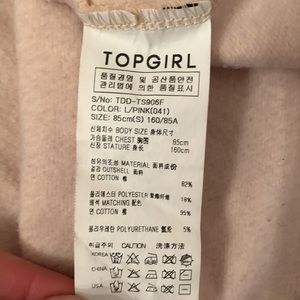 TOPGIRL
품질경영 및 공산품안전
관리법에 의한 품질표시
S/No: TDD-TS906F
COLOR: L/PINK(041)
SIZE: 85cm(S) 160/85A
신체치수 BODY SIZE 身体尺寸
가슴둘레 CHEST 胸围 85cm
신장 STATURE 身长 160cm
섬유의조성 MATERIAL 面料成份
겉감 OUTSHELL 面料
면 COTTON 棉 82%
폴리에스터 POLYESTER 聚酯纤维 18%
배색 MATCHING 配色
면 COTTON 棉 95%
폴리우레탄 POLYURETHANE 氨纶 5%
취급주의 CAUTION 洗涤方法
KOREA
CHINA
USA